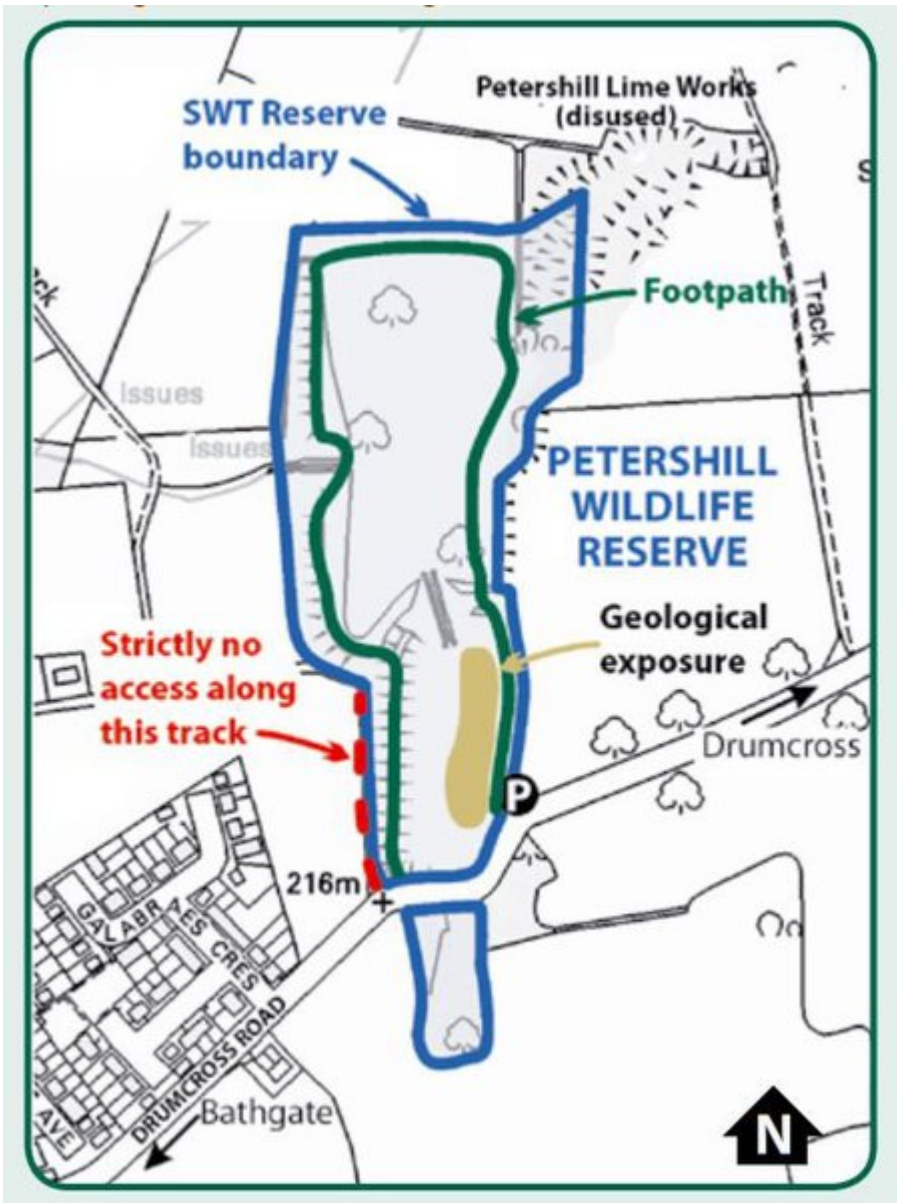 Petershill Lime Works
(disused)
SWT Reserve
boundary
Footpath
Track
Issues
Issues
PETERSHILL
WILDLIFE
RESERVE
Geological
exposure
Strictly no
access along
this track
Drumcross
P
216m
GALABRAES CRES
DRUMCROSS ROAD
AVE
Bathgate
N